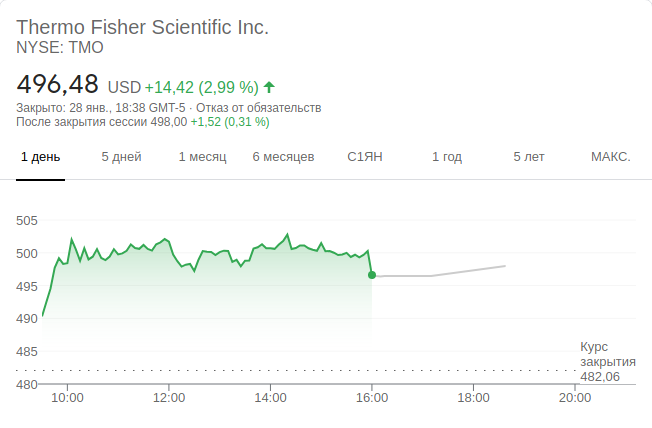 Thermo Fisher Scientific Inc.
NYSE: TMO
496,48 USD +14,42 (2,99 %)
Закрыто: 28 янв., 18:38 GMT-5 · Отказ от обязательств
После закрытия сессии 498,00 +1,52 (0,31 %)
1 день 5 дней 1 месяц 6 месяцев С1ЯН 1 год 5 лет МАКС.
505
500
495
490
485
Курс
закрытия
482,06
480
10:00 12:00 14:00 16:00 18:00 20:00